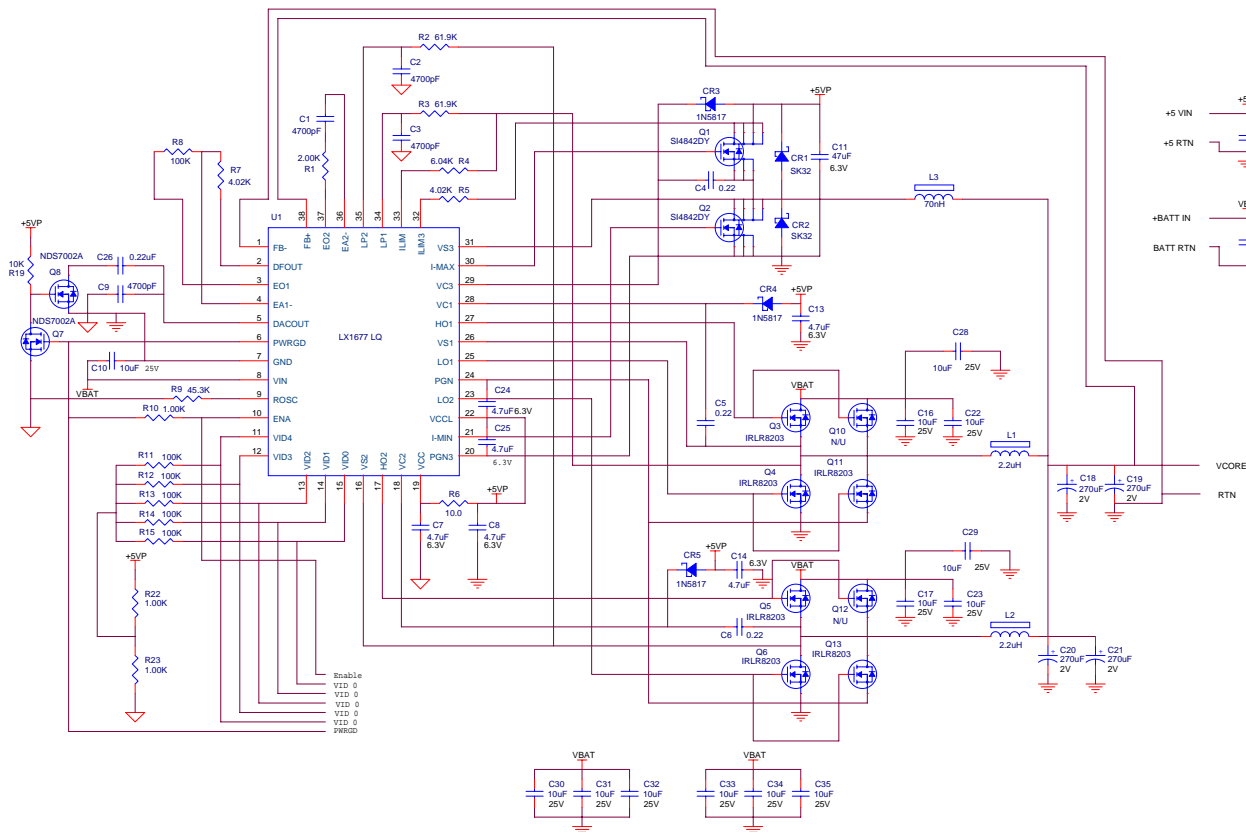 R2 61.9K
C2
4700pF
R3 61.9K
C1
4700pF
C3
4700pF
2.00K
R1
6.04K R4
4.02K R5
R8
100K
R7
4.02K
+5VP
CR3
1N5817
Q1
SI4842DY
CR1
SK32
C11
47uF
6.3V
C4 0.22
Q2
SI4842DY
CR2
SK32
L3
70nH
+5 VIN
+5 RTN
+BATT IN
BATT RTN
U1
38
37
36
35
34
33
32
FB+
EO2
EA2-
LP2
LP1
ILIM
ILIM3
1 FB-
2 DFOUT
3 EO1
4 EA1-
5 DACOUT
6 PWRGD
7 GND
8 VIN
9 ROSC
10 ENA
11 VID4
12 VID3
LX1677 LQ
VS3 31
I-MAX 30
VC3 29
VC1 28
HO1 27
VS1 26
LO1 25
PGN 24
LO2 23
VCCL 22
I-MIN 21
PGN3 20
VID2
VID1
VID0
VS2
HO2
VC2
VCC
13
14
15
16
17
18
19
+5VP
10K
R19
NDS7002A
Q8
C26 0.22uF
C9 4700pF
NDS7002A
Q7
C10 10uF 25V
VBAT
R9 45.3K
R10 1.00K
R11 100K
R12 100K
R13 100K
R14 100K
R15 100K
+5VP
R22
1.00K
R23
1.00K
Enable
VID 0
VID 0
VID 0
VID 0
VID 0
PWRGD
CR4
1N5817
+5VP
C13
4.7uF
6.3V
C24
4.7uF 6.3V
C25
4.7uF
6.3V
R6
10.0
+5VP
C7
4.7uF
6.3V
C8
4.7uF
6.3V
C5
0.22
VBAT
Q3
IRLR8203
Q10
N/U
Q4
IRLR8203
Q11
IRLR8203
C28
10uF 25V
C16
10uF
25V
C22
10uF
25V
L1
2.2uH
C18
270uF
2V
C19
270uF
2V
VCORE
RTN
CR5
1N5817
+5VP
C14 6.3V
4.7uF
VBAT
Q5
IRLR8203
Q12
N/U
C6 0.22
Q6
IRLR8203
Q13
IRLR8203
C29
10uF 25V
C17
10uF
25V
C23
10uF
25V
L2
2.2uH
C20
270uF
2V
C21
270uF
2V
VBAT
C30
10uF
25V
C31
10uF
25V
C32
10uF
25V
VBAT
C33
10uF
25V
C34
10uF
25V
C35
10uF
25V